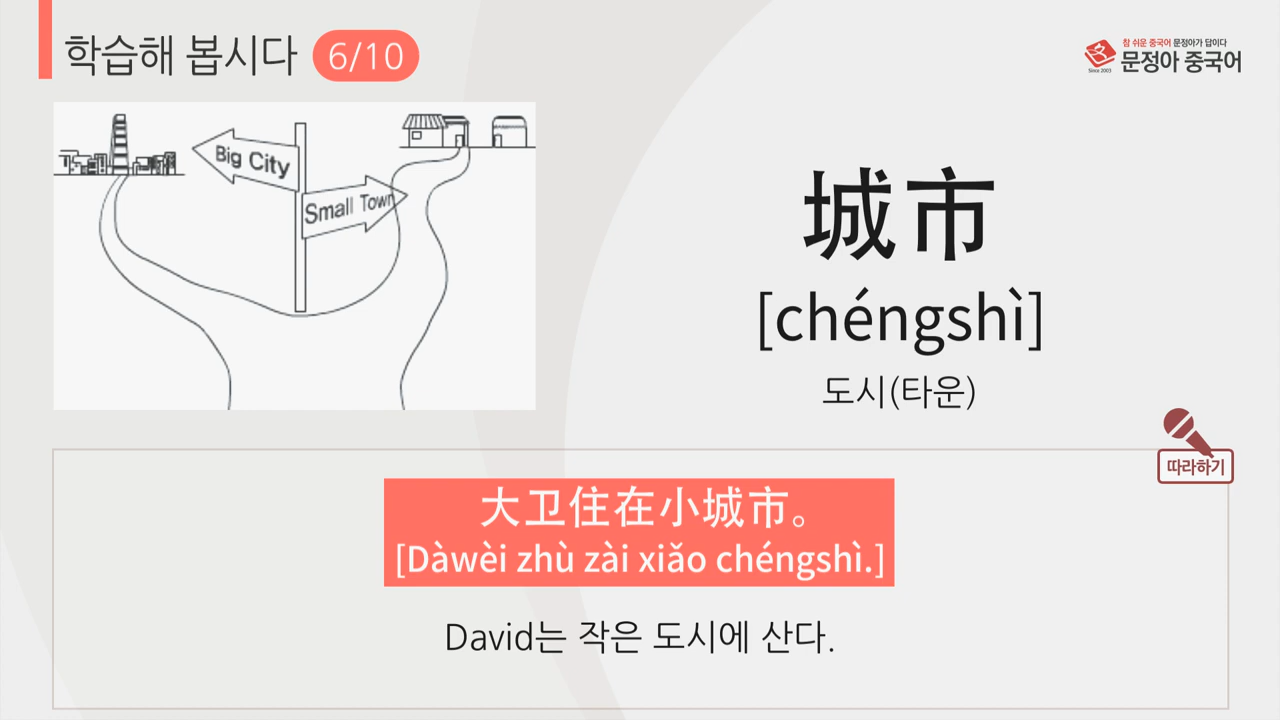 학습해 봅시다 6/10
참 쉬운 중국어 문정아가 답이다
문정아 중국어
Since 2003
Big City
Small Town
城市
[chéngshì]
도시(타운)
따라하기
大卫住在小城市。
[Dàwèi zhù zài xiǎo chéngshì.]
David는 작은 도시에 산다.